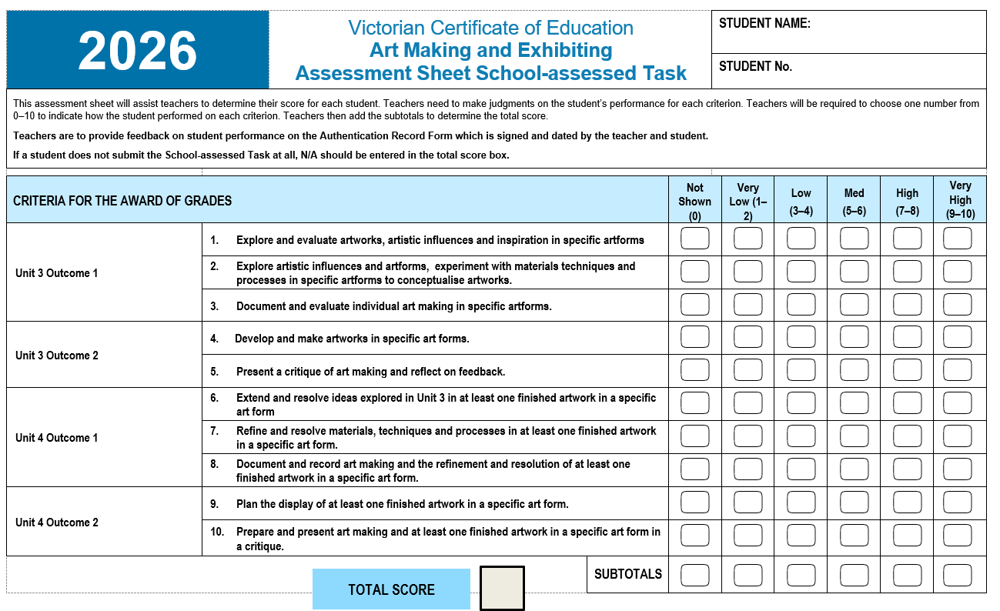 2026
Victorian Certificate of Education
Art Making and Exhibiting
Assessment Sheet School-assessed Task
STUDENT NAME:
STUDENT No.
This assessment sheet will assist teachers to determine their score for each student. Teachers need to make judgments on the student's performance for each criterion. Teachers will be required to choose one number from
0–10 to indicate how the student performed on each criterion. Teachers then add the subtotals to determine the total score.
Teachers are to provide feedback on student performance on the Authentication Record Form which is signed and dated by the teacher and student.
If a student does not submit the School-assessed Task at all, N/A should be entered in the total score box.
CRITERIA FOR THE AWARD OF GRADES
Not
Shown
(0)
Very
Low (1–
2)
Low
(3–4)
Med
(5–6)
High
(7–8)
Very
High
(9–10)
Unit 3 Outcome 1
1. Explore and evaluate artworks, artistic influences and inspiration in specific artforms
2. Explore artistic influences and artforms,  experiment with materials techniques and
processes in specific artforms to conceptualise artworks.
3. Document and evaluate individual art making in specific artforms.
Unit 3 Outcome 2
4. Develop and make artworks in specific art forms.
5. Present a critique of art making and reflect on feedback.
Unit 4 Outcome 1
6. Extend and resolve ideas explored in Unit 3 in at least one finished artwork in a specific
art form
7. Refine and resolve materials, techniques and processes in at least one finished artwork
in a specific art form.
8. Document and record art making and the refinement and resolution of at least one
finished artwork in a specific art form.
Unit 4 Outcome 2
9. Plan the display of at least one finished artwork in a specific art form.
10. Prepare and present art making and at least one finished artwork in a specific art form in
a critique.
SUBTOTALS
TOTAL SCORE